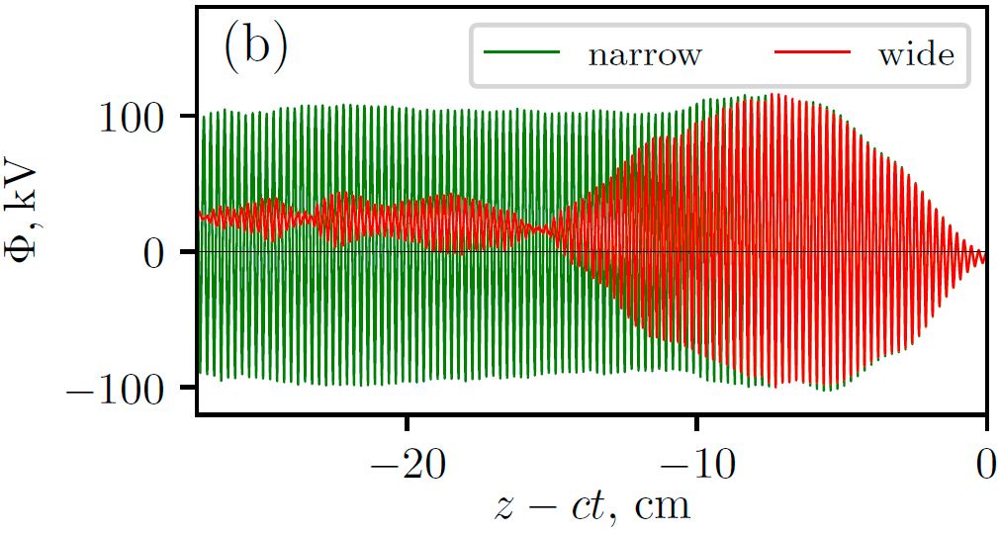 (b)
narrow
wide
Φ, kV
100
0
−100
−20
−10
0
z − ct, cm